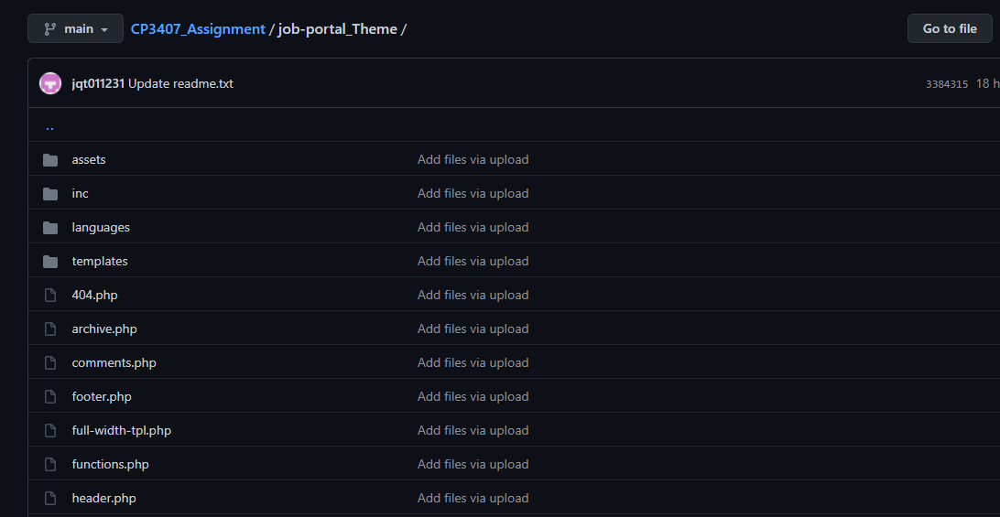 main CP3407_Assignment / job-portal_Theme / Go to file
jqt011231 Update readme.txt 3384315 18 h
..
assets Add files via upload
inc Add files via upload
languages Add files via upload
templates Add files via upload
404.php Add files via upload
archive.php Add files via upload
comments.php Add files via upload
footer.php Add files via upload
full-width-tpl.php Add files via upload
functions.php Add files via upload
header.php Add files via upload